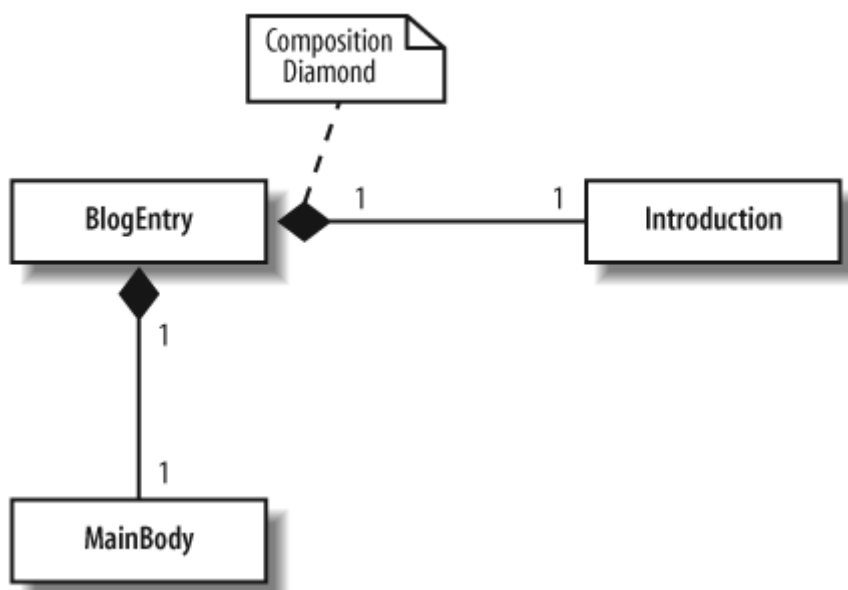 Composition
Diamond
BlogEntry
1
1
Introduction
1
1
MainBody